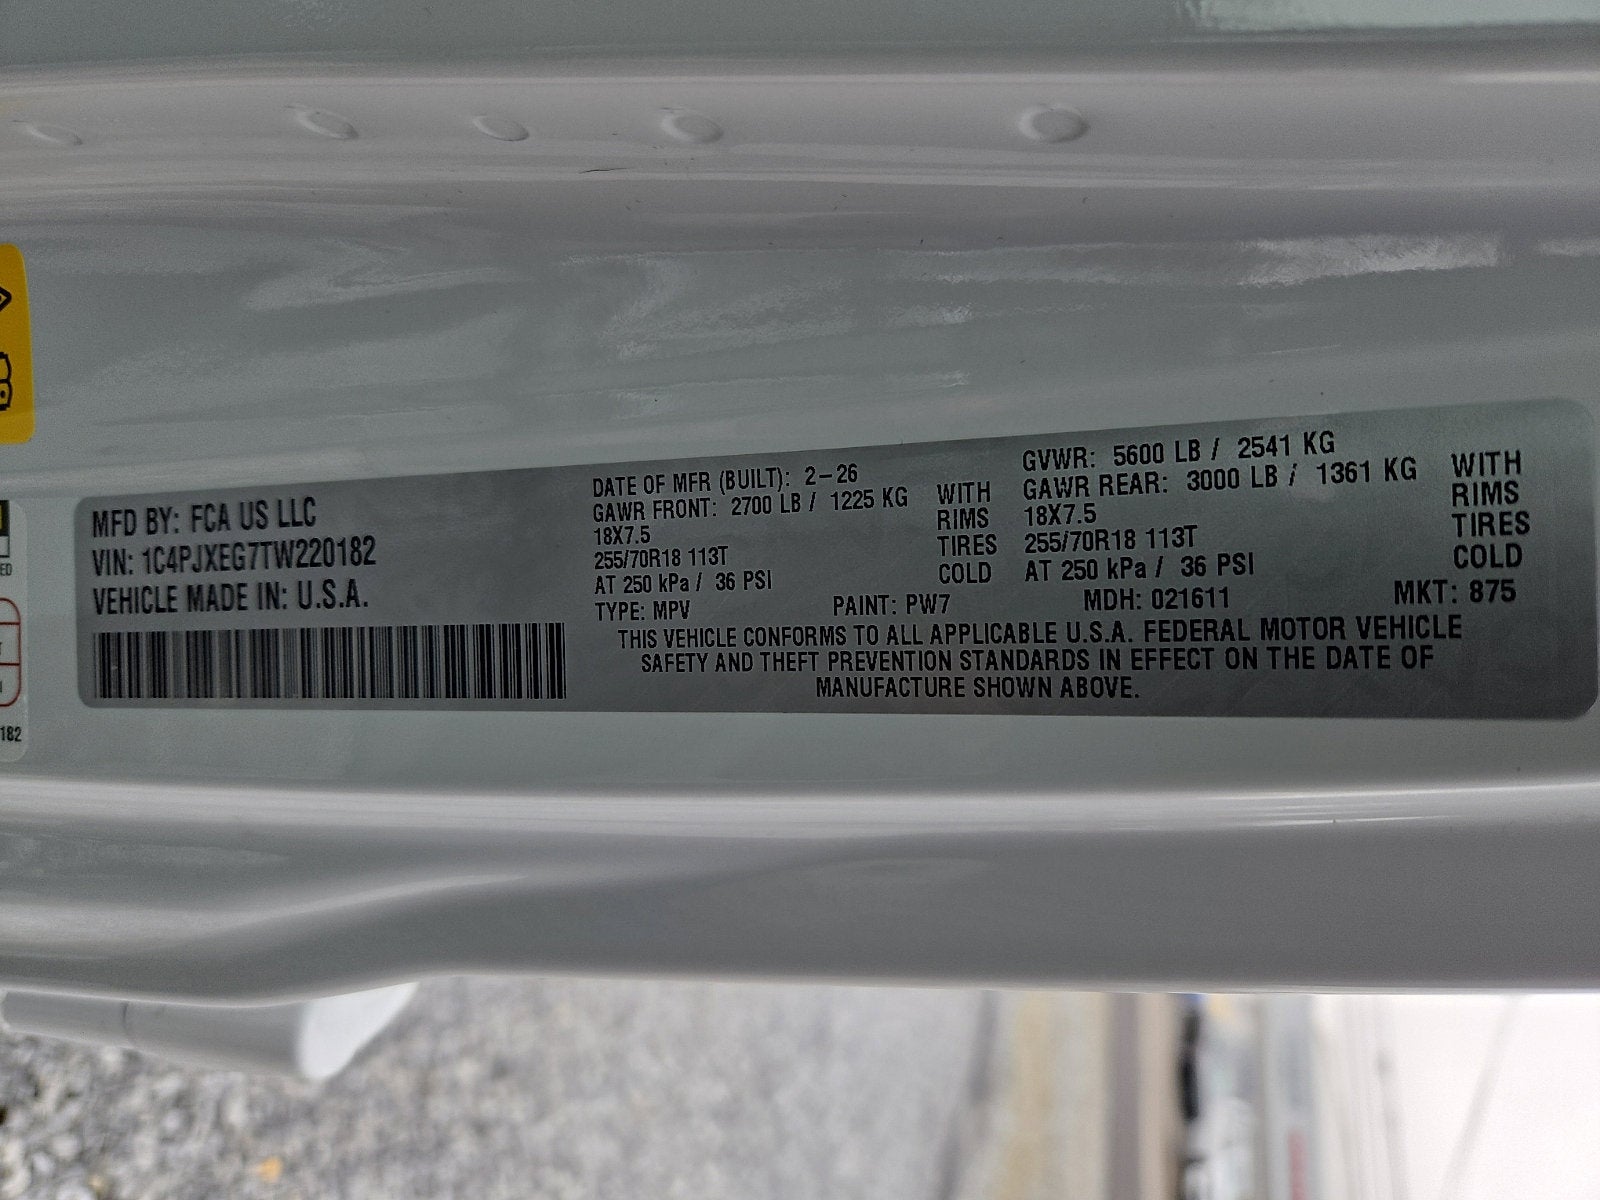 MFD BY: FCA US LLC
VIN: 1C4PJXEG7TW220182
VEHICLE MADE IN: U.S.A.
DATE OF MFR (BUILT): 2-26
GAWR FRONT: 2700 LB / 1225 KG WITH
18X7.5 RIMS
255/70R18 113T TIRES
AT 250 kPa / 36 PSI COLD
GVWR: 5600 LB / 2541 KG
GAWR REAR: 3000 LB / 1361 KG WITH
18X7.5 RIMS
255/70R18 113T TIRES
AT 250 kPa / 36 PSI COLD
TYPE: MPV PAINT: PW7 MDH: 021611 MKT: 875
THIS VEHICLE CONFORMS TO ALL APPLICABLE U.S.A. FEDERAL MOTOR VEHICLE
SAFETY AND THEFT PREVENTION STANDARDS IN EFFECT ON THE DATE OF
MANUFACTURE SHOWN ABOVE.
182